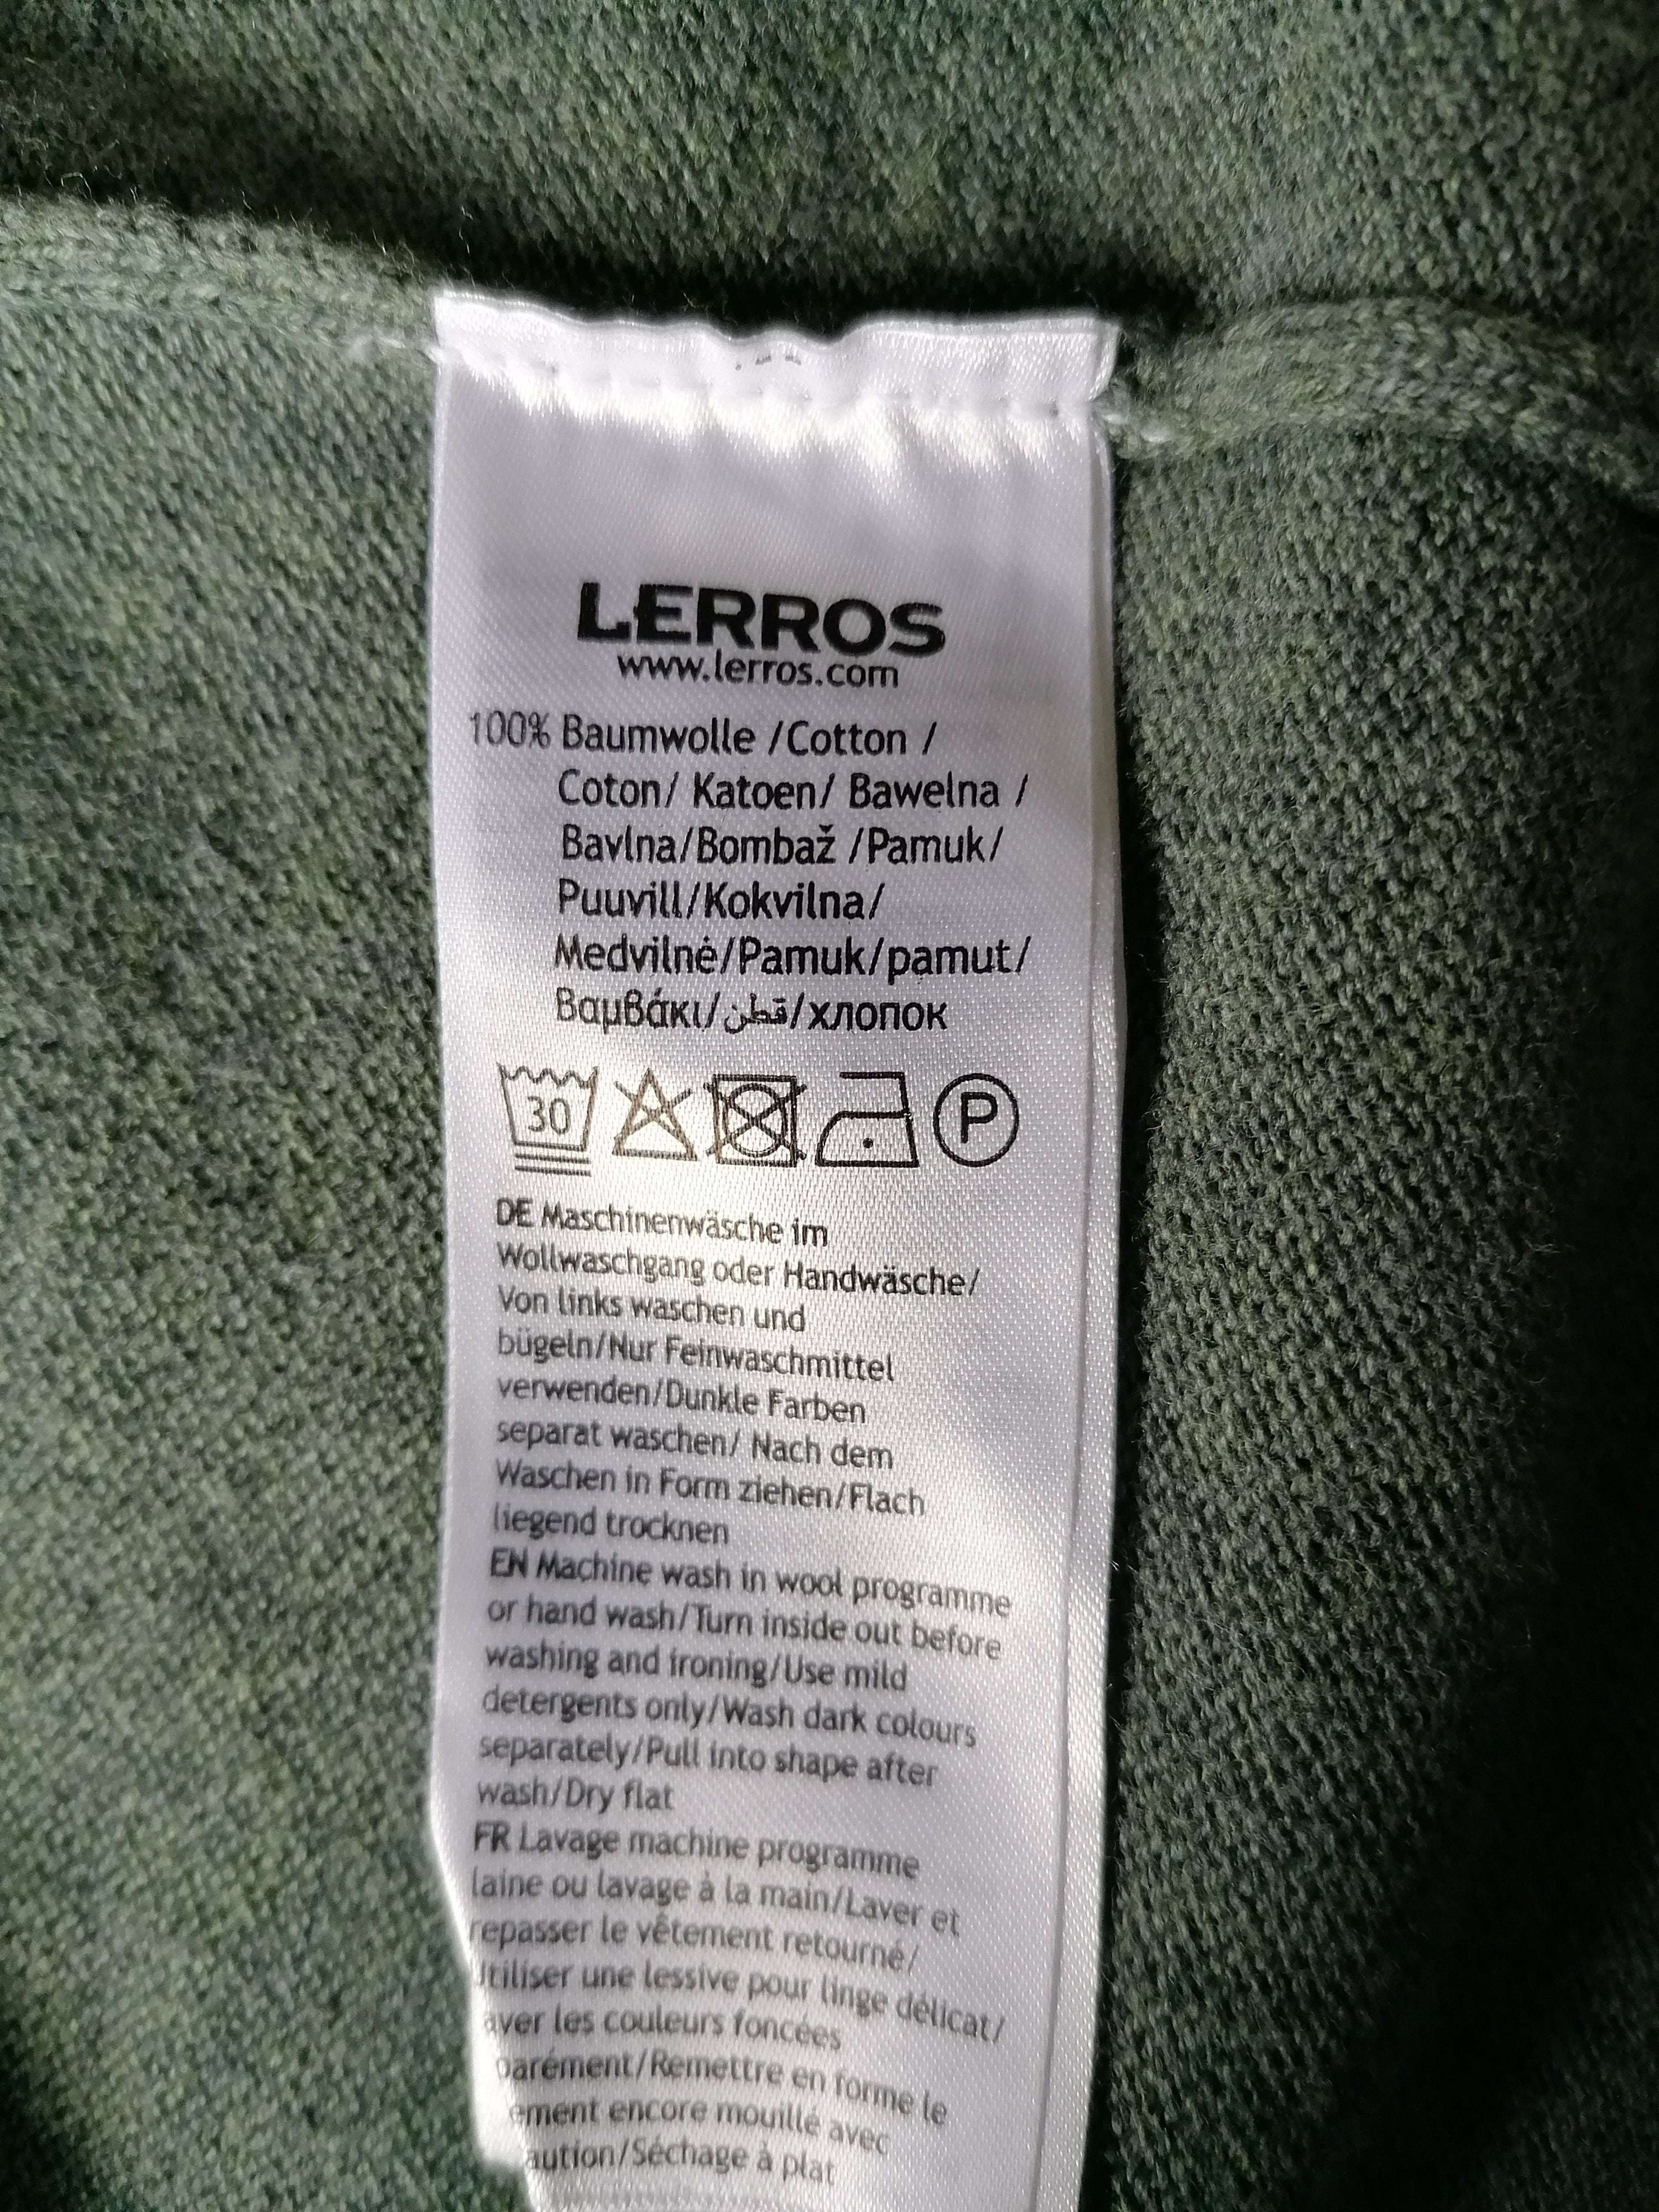 LERROS
www.lerros.com
100% Baumwolle /Cotton /
Coton/ Katoen/ Bawelna /
Bavlna/Bombaž /Pamuk/
Puuvill/Kokvilna/
Medvilnė/Pamuk/pamut/
Βαμβάκι/قطن/хлопок
30 P
DE Maschinenwäsche im
Wollwaschgang oder Handwäsche/
Von links waschen und
bügeln/Nur Feinwaschmittel
verwenden/Dunkle Farben
separat waschen/ Nach dem
Waschen in Form ziehen/Flach
liegend trocknen
EN Machine wash in wool programme
or hand wash/Turn inside out before
washing and ironing/Use mild
detergents only/Wash dark colours
separately/Pull into shape after
wash/Dry flat
FR Lavage machine programme
laine ou lavage à la main/Laver et
repasser le vêtement retourné/
une lessive pour linge délicat/
les couleurs foncées
Remettre en forme le
encore mouillé avec
Séchage à plat